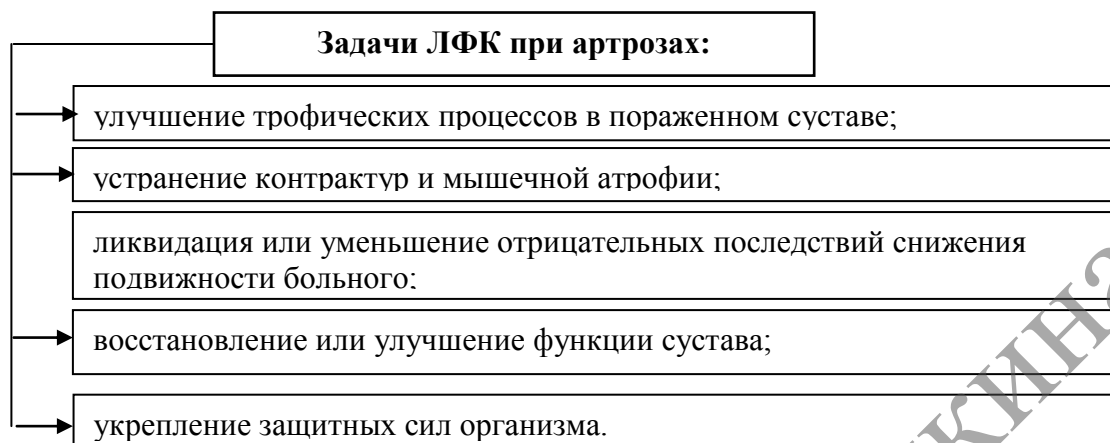 Задачи ЛФК при артрозах:
улучшение трофических процессов в пораженном суставе;
устранение контрактур и мышечной атрофии;
ликвидация или уменьшение отрицательных последствий снижения
подвижности больного;
восстановление или улучшение функции сустава;
укрепление защитных сил организма.